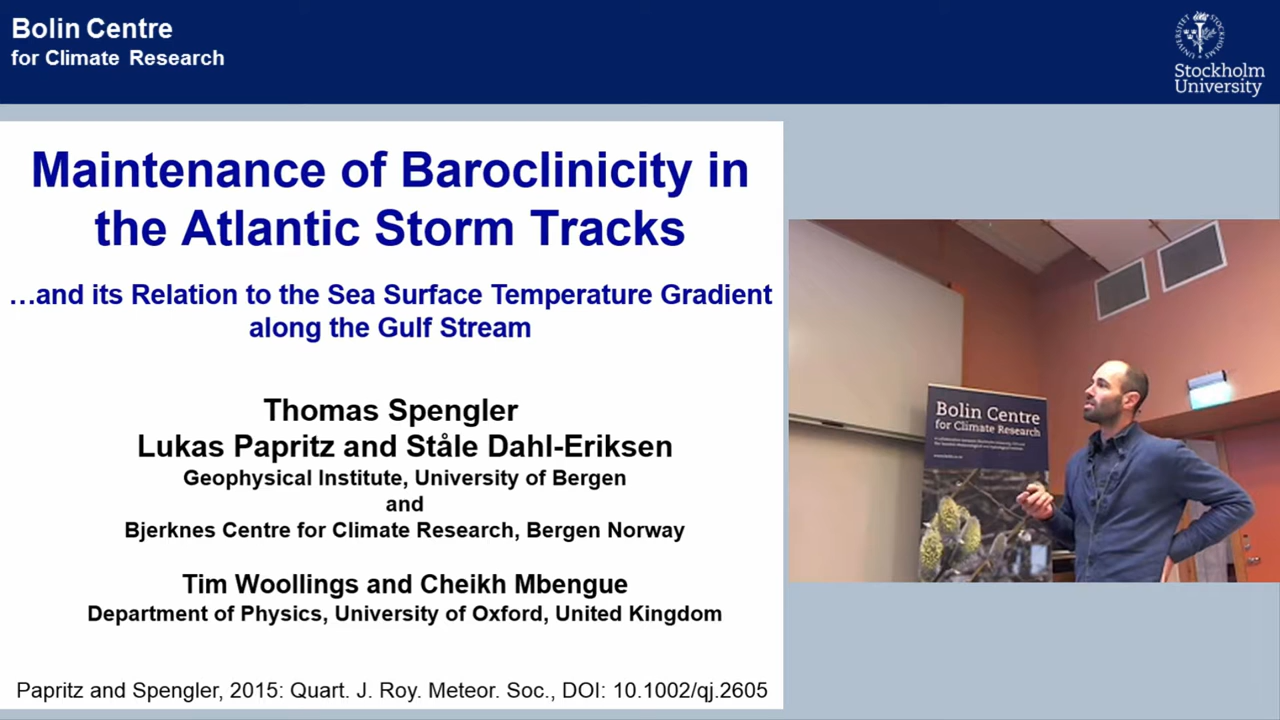 Bolin Centre
for Climate Research
STOCKHOLMS UNIVERSITET
Stockholm
University
Maintenance of Baroclinicity in
the Atlantic Storm Tracks
…and its Relation to the Sea Surface Temperature Gradient
along the Gulf Stream
Thomas Spengler
Lukas Papritz and Ståle Dahl-Eriksen
Geophysical Institute, University of Bergen
and
Bjerknes Centre for Climate Research, Bergen Norway
Tim Woollings and Cheikh Mbengue
Department of Physics, University of Oxford, United Kingdom
Papritz and Spengler, 2015: Quart. J. Roy. Meteor. Soc., DOI: 10.1002/qj.2605
Bolin Centre
for Climate Research